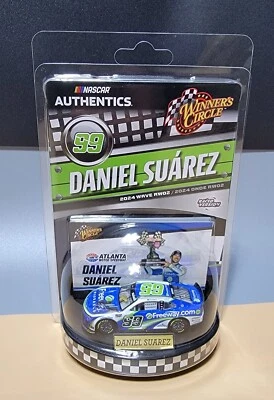 NASCAR
AUTHENTICS
WINNER'S
CIRCLE
99
DANIEL SUÁREZ
2024 WAVE RW02 / 2024 ONDE RW02
ATLANTA
DANIEL
SUÁREZ
99
Freeway.com
99
DANIEL SUAREZ